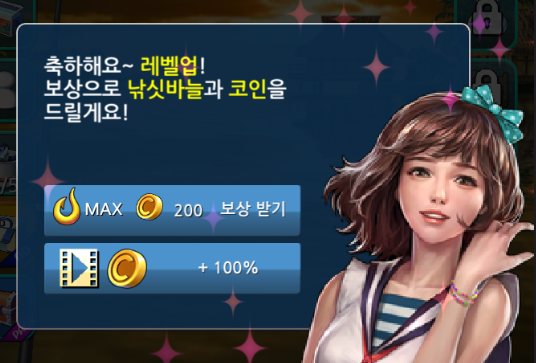 축하해요~ 레벨업!
보상으로 낚싯바늘과 코인을
드릴게요!
MAX 200 보상 받기
+ 100%